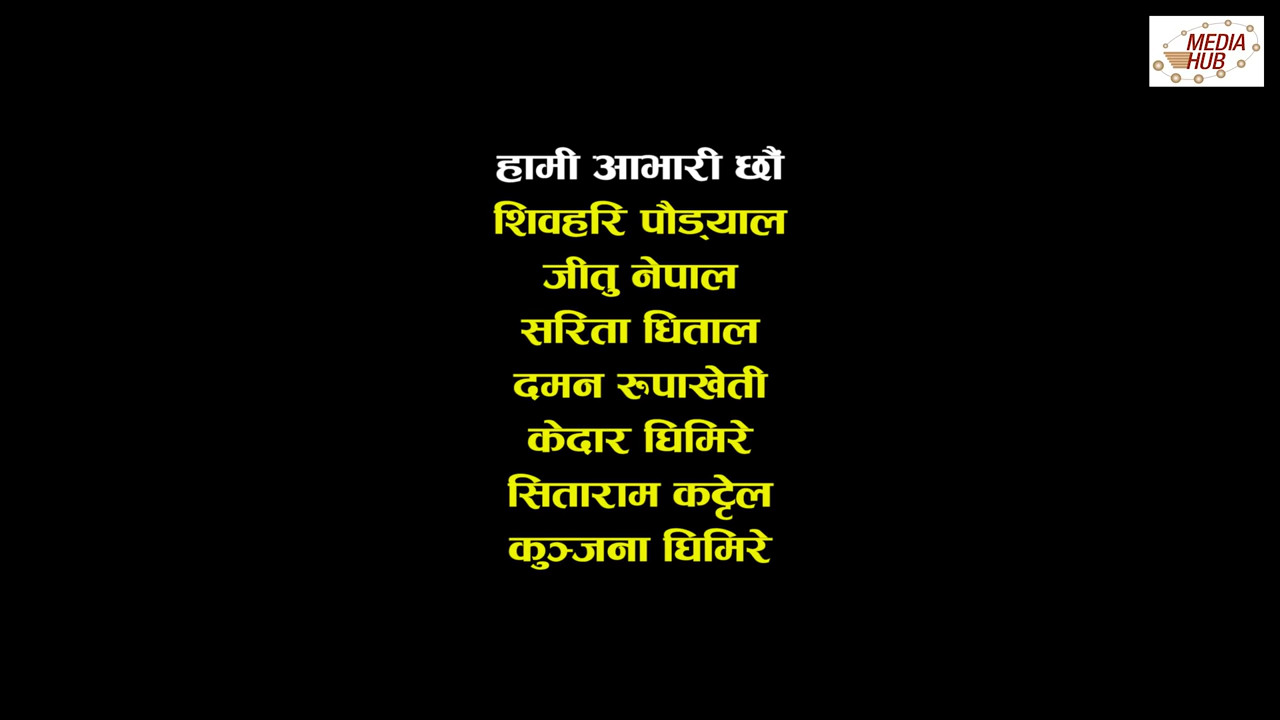 MEDIA
HUB
हामी आभारी छौं
शिवहरि पौड्याल
जीतु नेपाल
सरिता धिताल
दमन रुपाखेती
केदार घिमिरे
सिताराम कट्टेल
कुञ्जना घिमिरे